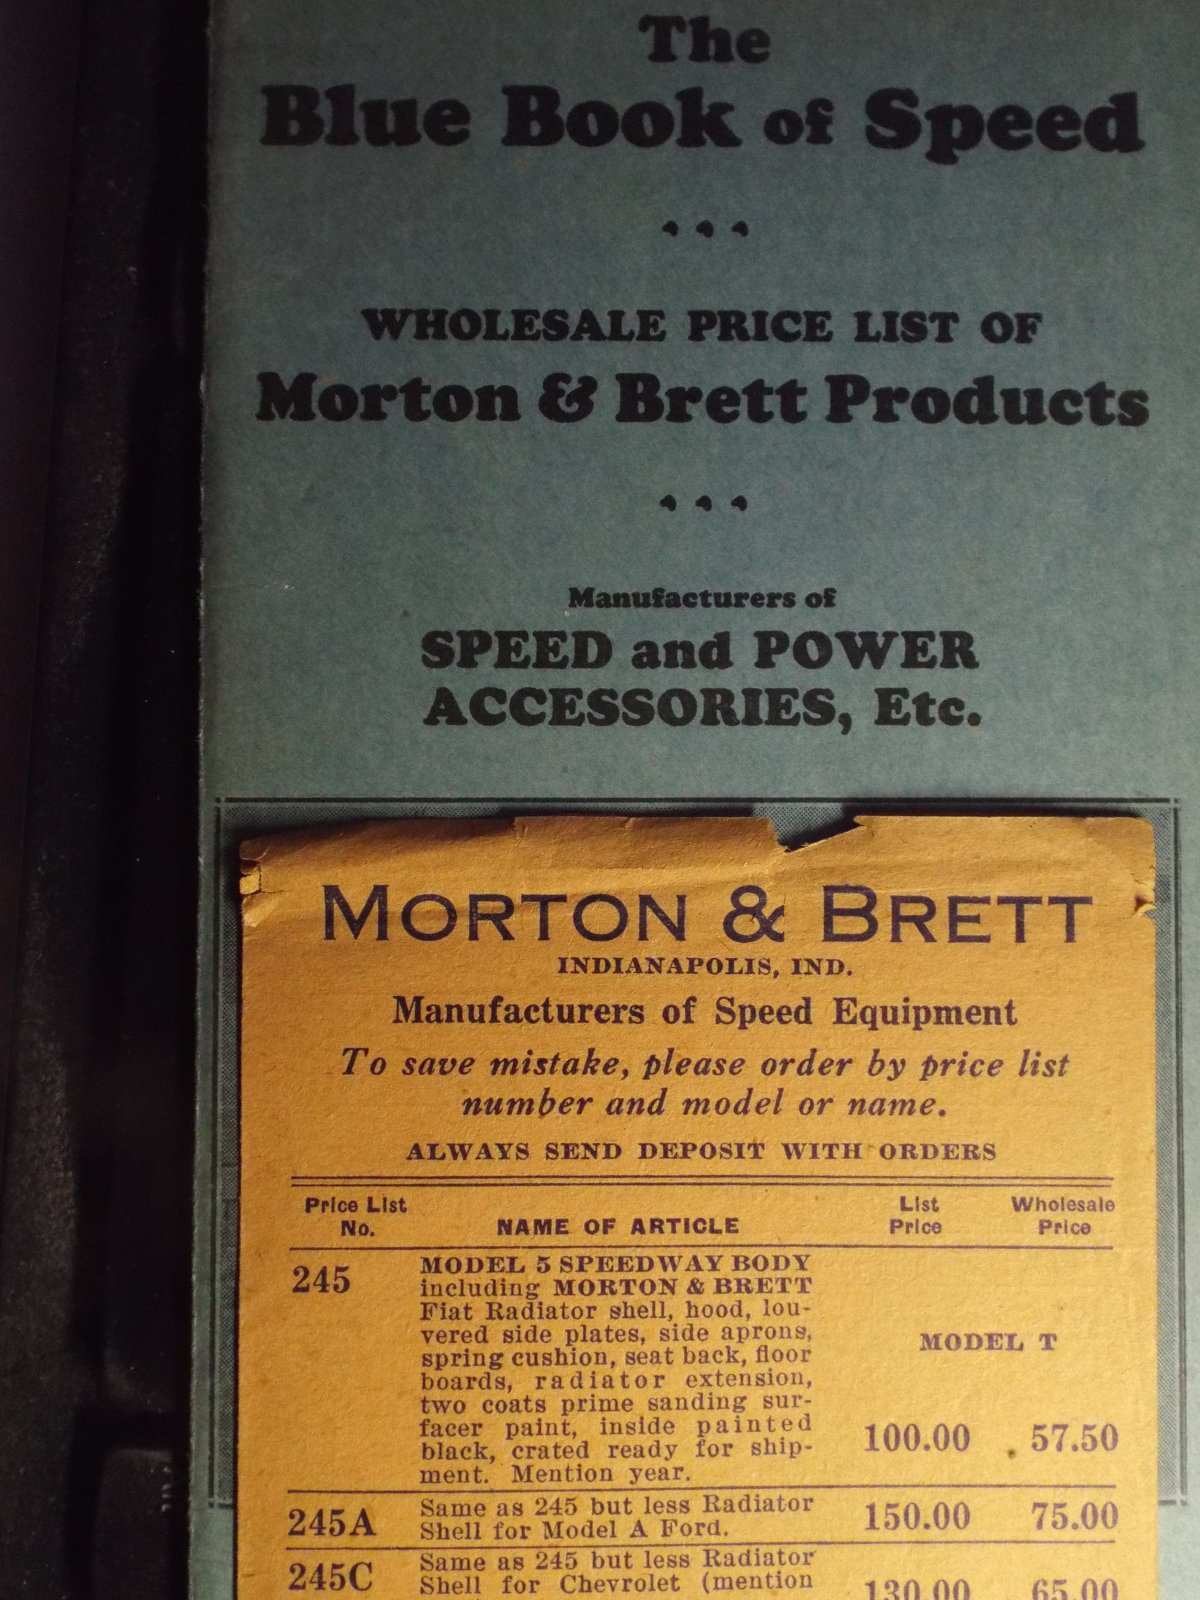 The
Blue Book of Speed
WHOLESALE PRICE LIST OF
Morton & Brett Products
Manufacturers of
SPEED and POWER
ACCESSORIES, Etc.
MORTON & BRETT
INDIANAPOLIS, IND.
Manufacturers of Speed Equipment
To save mistake, please order by price list
number and model or name.
ALWAYS SEND DEPOSIT WITH ORDERS
Price List No. NAME OF ARTICLE List Price Wholesale Price
245 MODEL 5 SPEEDWAY BODY
including MORTON & BRETT
Fiat Radiator shell, hood, lou-
vered side plates, side aprons,
spring cushion, seat back, floor
boards, radiator extension,
two coats prime sanding sur-
facer paint, inside painted
black, crated ready for ship-
ment. Mention year.
MODEL T
100.00 57.50
245A Same as 245 but less Radiator
Shell for Model A Ford. 150.00 75.00
245C Same as 245 but less Radiator
Shell for Chevrolet (mention 130.00 65.00